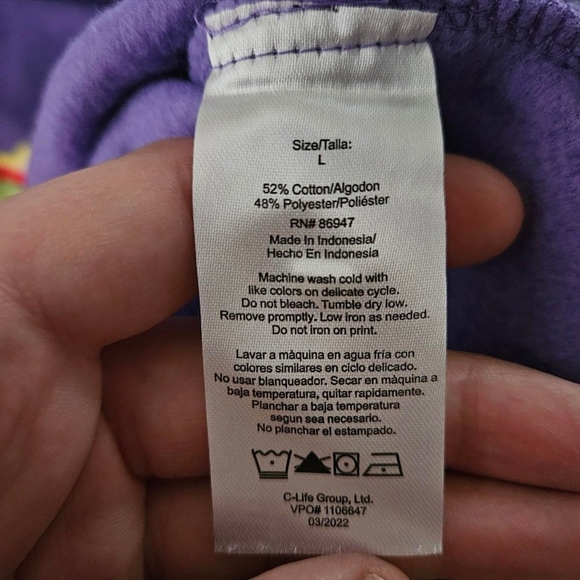 Size/Talla:
L
52% Cotton/Algodon
48% Polyester/Poliéster
RN# 86947
Made In Indonesia/
Hecho En Indonesia
Machine wash cold with
like colors on delicate cycle.
Do not bleach. Tumble dry low.
Remove promptly. Low iron as needed.
Do not iron on print.
Lavar a màquina en agua fría con
colores similares en ciclo delicado.
No usar blanqueador. Secar en màquina a
baja temperatura, quitar rapidamente.
Planchar a baja temperatura
segun sea necesario.
No planchar el estampado.
C-Life Group, Ltd.
VPO# 1106647
03/2022